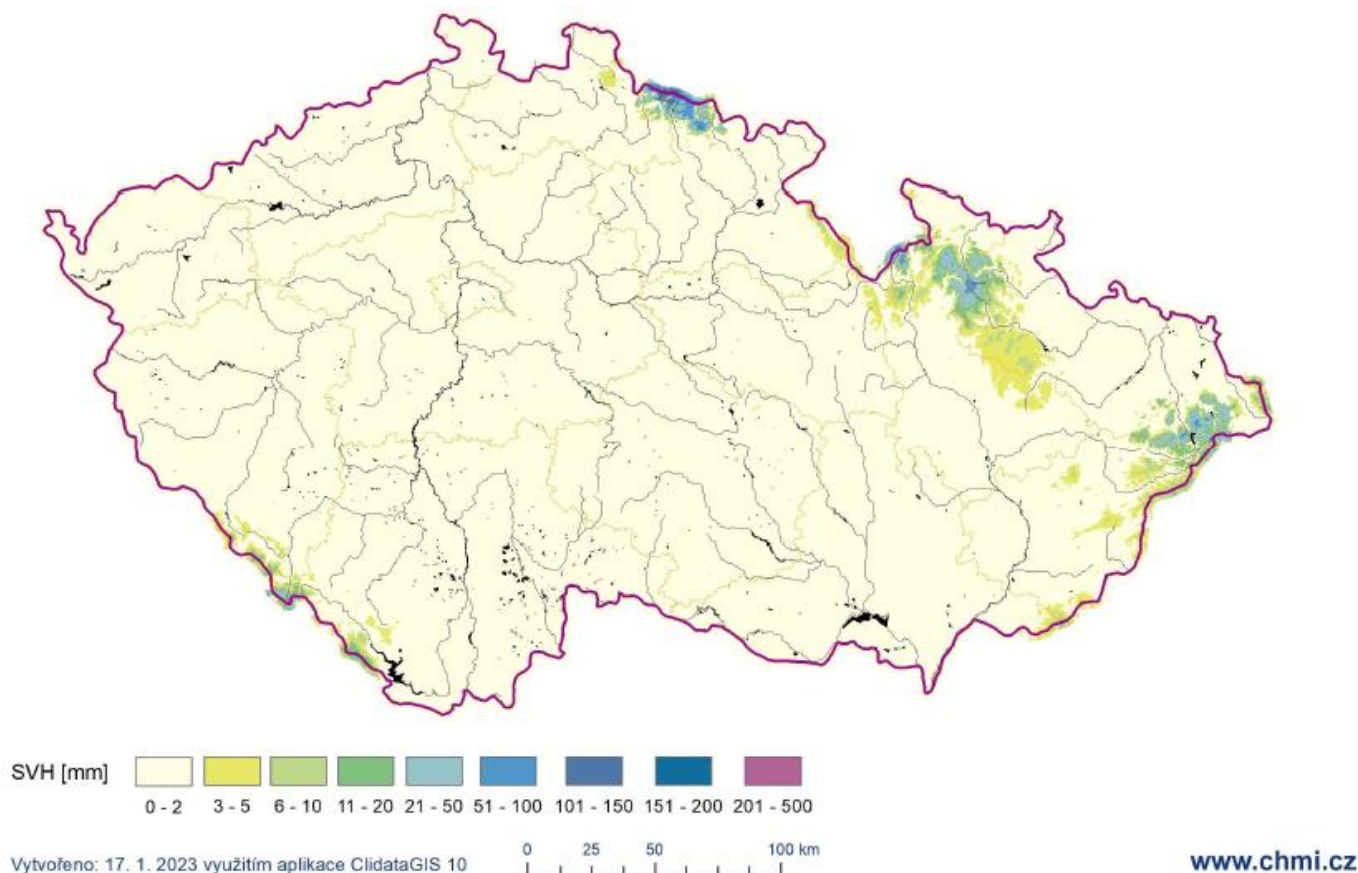 SVH [mm]
0 - 2 3 - 5 6 - 10 11 - 20 21 - 50 51 - 100 101 - 150 151 - 200 201 - 500
0 25 50 100 km
Vytvořeno: 17. 1. 2023 využitím aplikace ClidataGIS 10
www.chmi.cz